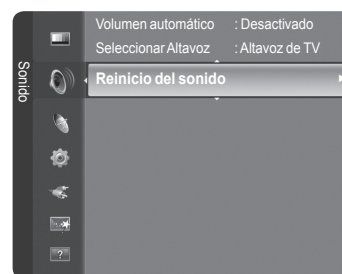 Sonido
Volumen automático : Desactivado
Seleccionar Altavoz : Altavoz de TV
Reinicio del sonido
?